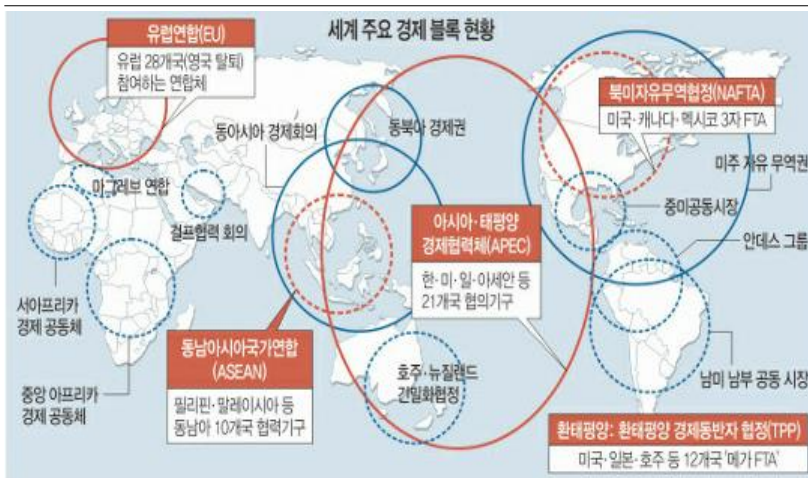 세계 주요 경제 블록 현황
유럽연합(EU)
유럽 28개국(영국 탈퇴)
참여하는 연합체
북미자유무역협정(NAFTA)
미국·캐나다·멕시코 3자 FTA
동아시아 경제회의
동북아 경제권
미주 자유 무역권
마그레브 연합
중미공동시장
걸프협력 회의
아시아·태평양
경제협력체(APEC)
한·미·일·아세안 등
21개국 협의기구
안데스 그룹
서아프리카
경제 공동체
동남아시아국가연합
(ASEAN)
필리핀·말레이시아 등
동남아 10개국 협력기구
호주·뉴질랜드
긴밀화협정
남미 남부 공동 시장
중앙 아프리카
경제 공동체
환태평양: 환태평양 경제동반자 협정(TPP)
미국·일본·호주 등 12개국 '메가 FTA'